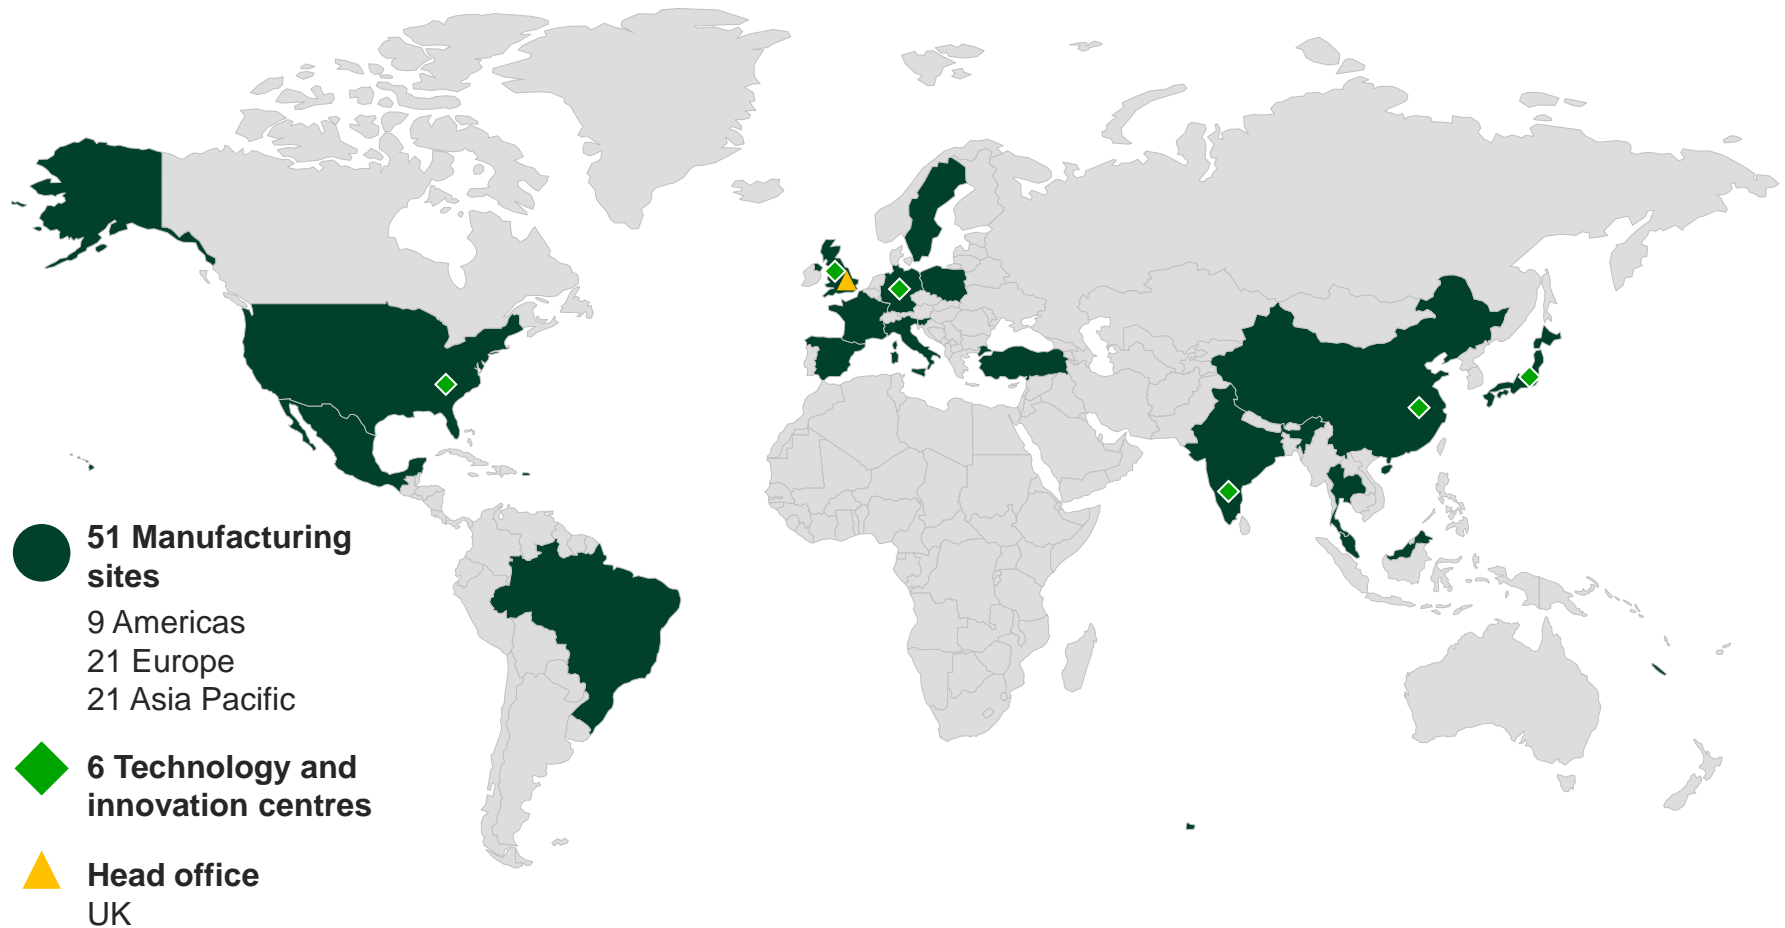 51 Manufacturing
sites
9 Americas
21 Europe
21 Asia Pacific
6 Technology and
innovation centres
Head office
UK